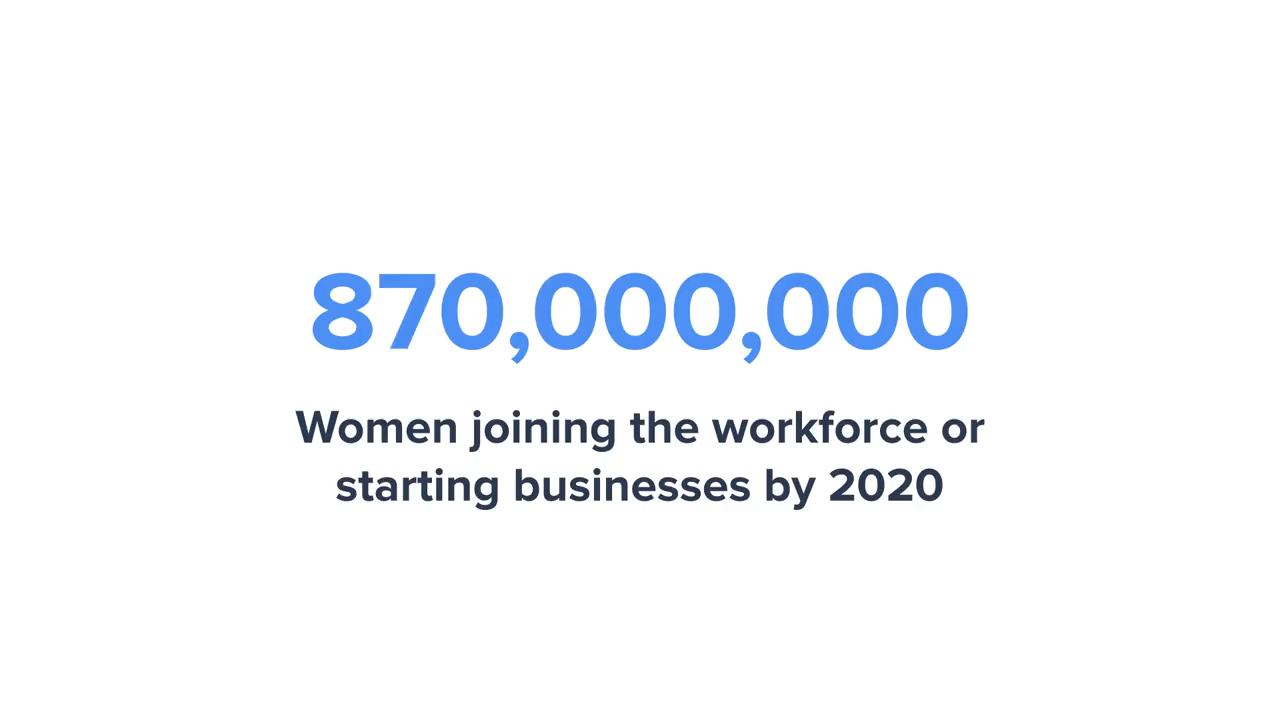 870,000,000
Women joining the workforce or
starting businesses by 2020